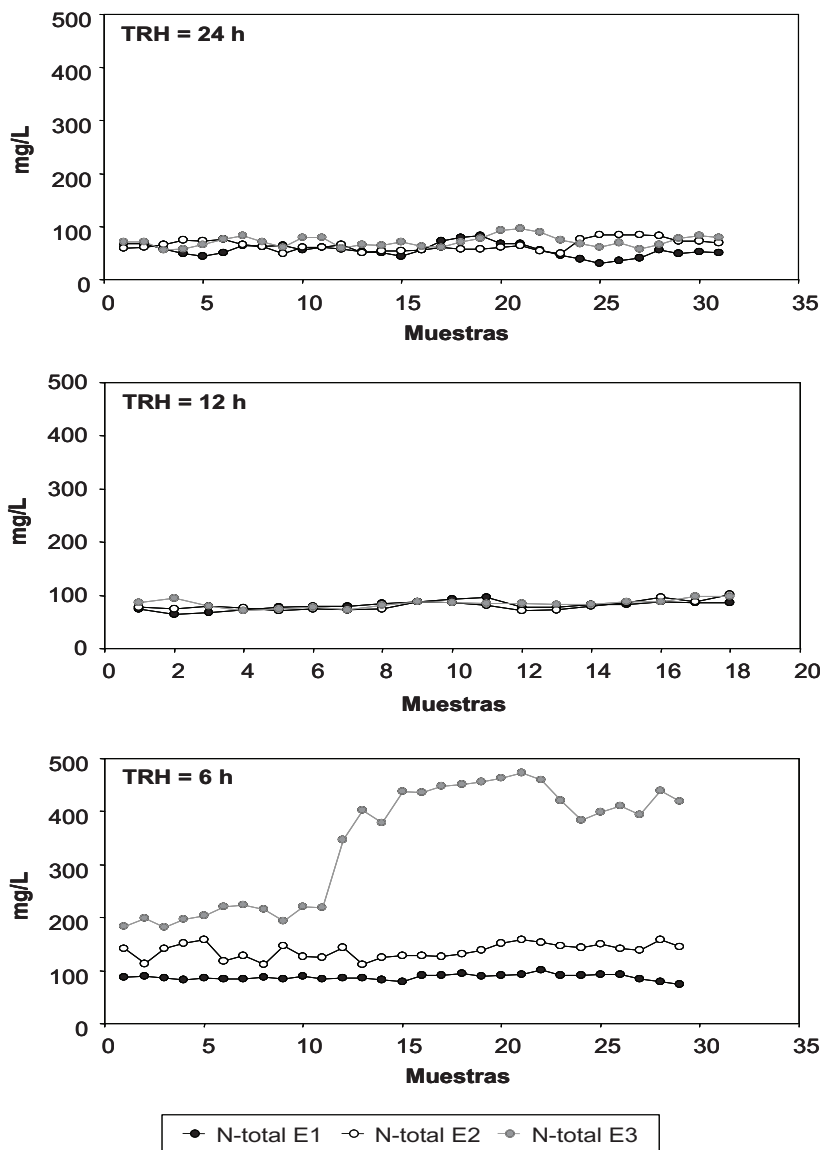 500
TRH = 24 h
400
300
mg/L
200
100
0
0 5 10 15 20 25 30 35
Muestras
500
TRH = 12 h
400
300
mg/L
200
100
0
0 2 4 6 8 10 12 14 16 18 20
Muestras
500
TRH = 6 h
400
300
mg/L
200
100
0
0 5 10 15 20 25 30 35
Muestras
N-total E1 N-total E2 N-total E3